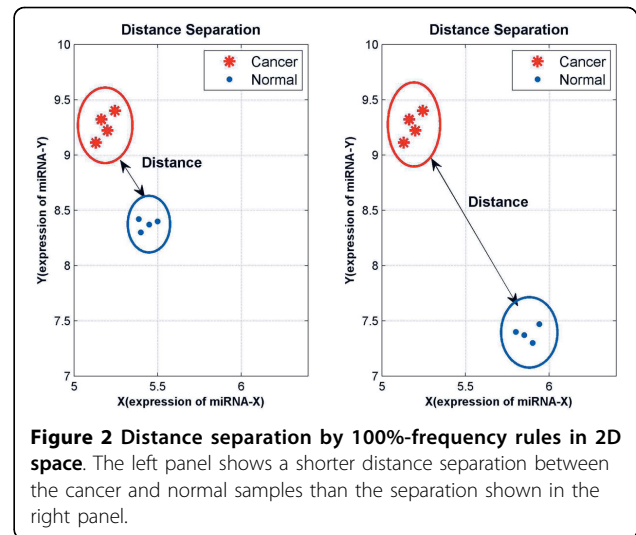 Distance Separation
10
9.5
9
8.5
8
7.5
7
5
5.5
6
Y(expression of miRNA-Y)
X(expression of miRNA-X)
Cancer
Normal
Distance
Distance Separation
10
9.5
9
8.5
8
7.5
7
5
5.5
6
Y(expression of miRNA-Y)
X(expression of miRNA-X)
Cancer
Normal
Distance
Figure 2 Distance separation by 100%-frequency rules in 2D
space. The left panel shows a shorter distance separation between
the cancer and normal samples than the separation shown in the
right panel.